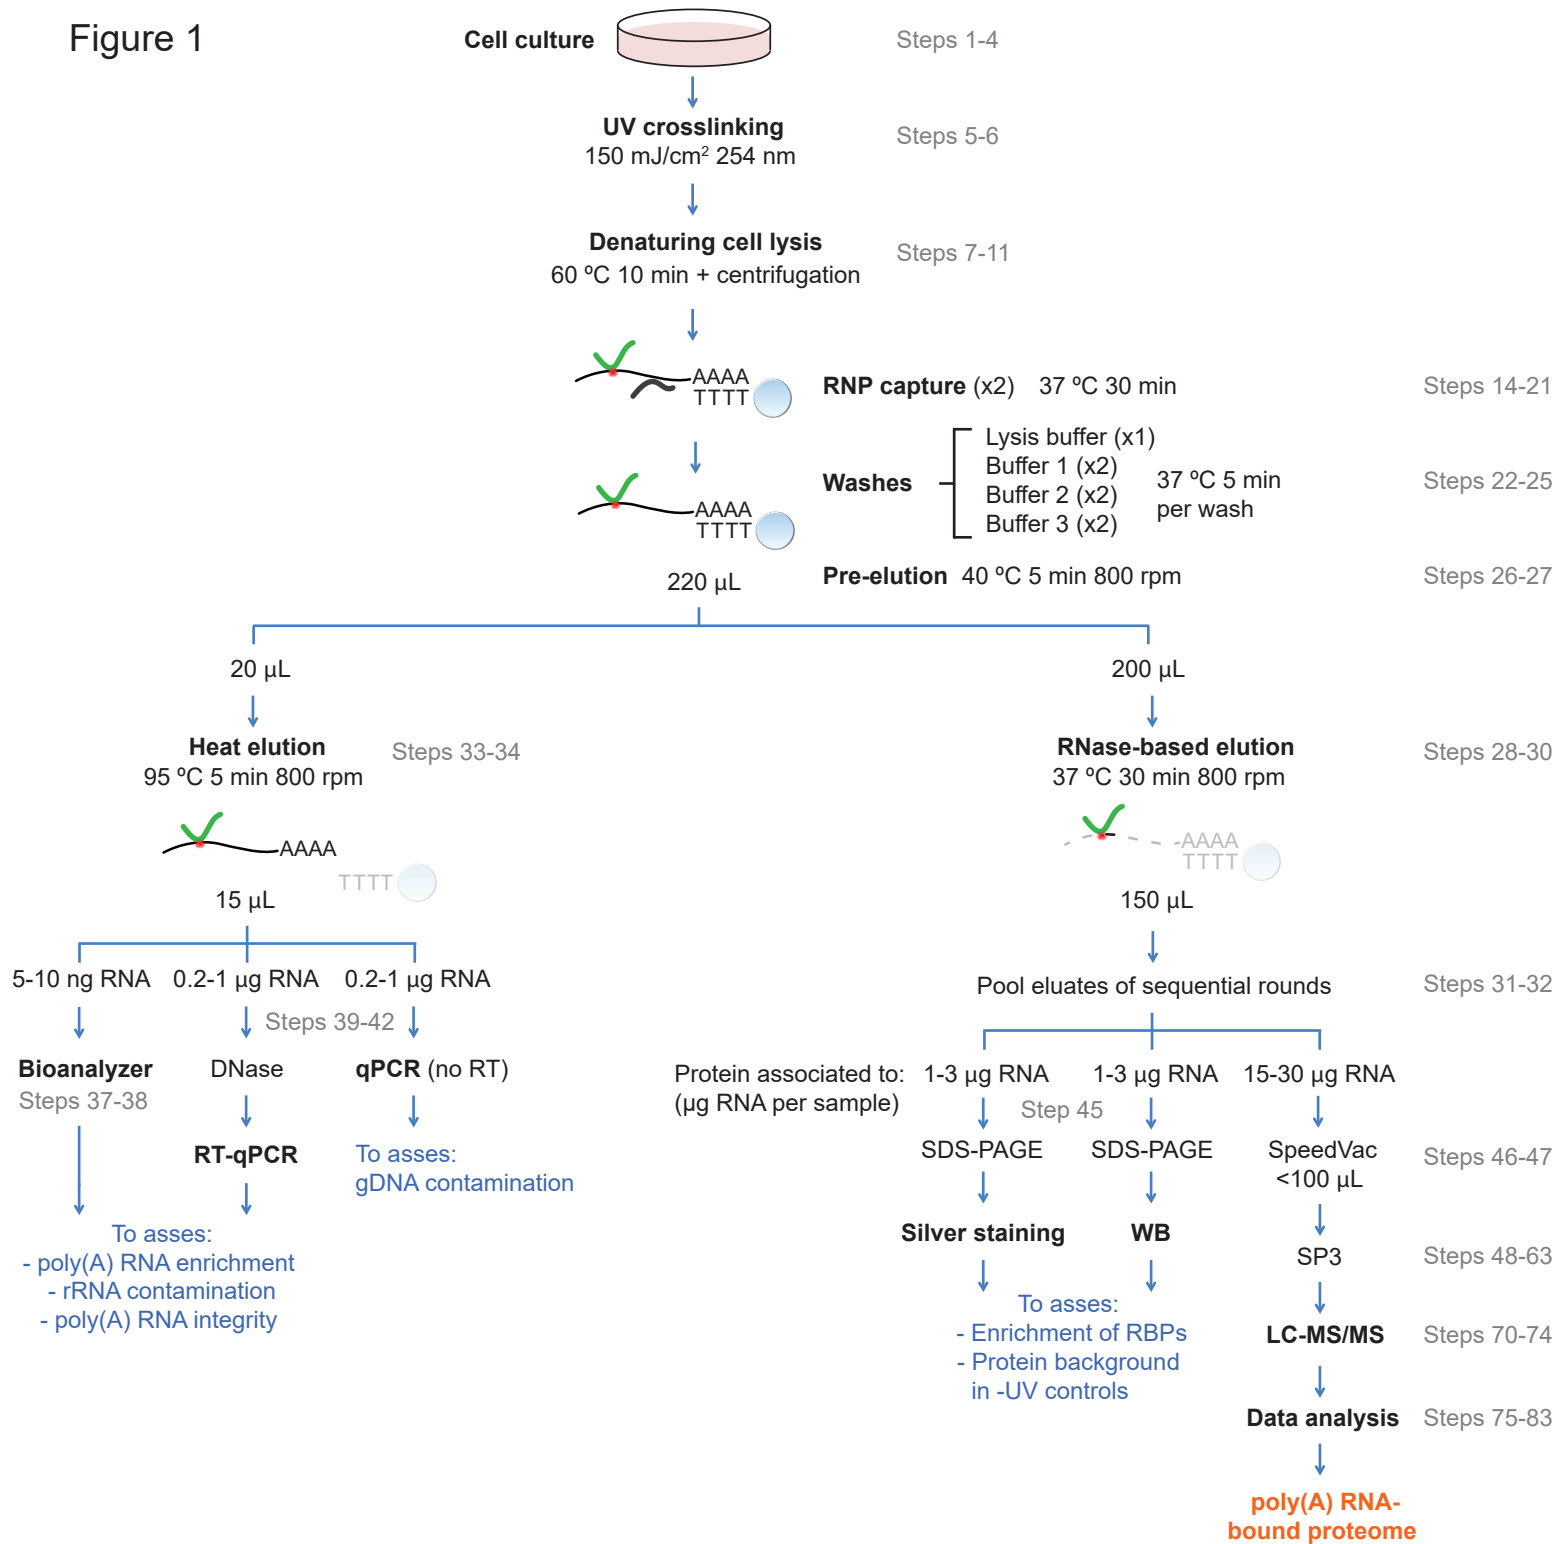 Figure 1
Cell culture
Steps 1-4
UV crosslinking
150 mJ/cm² 254 nm
Steps 5-6
Denaturing cell lysis
60 ºC 10 min + centrifugation
Steps 7-11
AAAA
TTTT
RNP capture (x2) 37 ºC 30 min
Steps 14-21
AAAA
TTTT
Washes
Lysis buffer (x1)
Buffer 1 (x2)
Buffer 2 (x2)
Buffer 3 (x2)
37 ºC 5 min
per wash
Steps 22-25
220 µL
Pre-elution 40 ºC 5 min 800 rpm
Steps 26-27
20 µL
Heat elution
95 ºC 5 min 800 rpm
Steps 33-34
AAAA
TTTT
15 µL
5-10 ng RNA
0.2-1 µg RNA
0.2-1 µg RNA
Steps 39-42
Bioanalyzer
Steps 37-38
DNase
RT-qPCR
qPCR (no RT)
To asses:
gDNA contamination
To asses:
- poly(A) RNA enrichment
- rRNA contamination
- poly(A) RNA integrity
200 µL
RNase-based elution
37 ºC 30 min 800 rpm
Steps 28-30
AAAA
TTTT
150 µL
Pool eluates of sequential rounds
Steps 31-32
Protein associated to:
(µg RNA per sample)
1-3 µg RNA
1-3 µg RNA
15-30 µg RNA
Step 45
SDS-PAGE
SDS-PAGE
SpeedVac
<100 µL
Steps 46-47
Silver staining
WB
SP3
Steps 48-63
To asses:
- Enrichment of RBPs
- Protein background
in -UV controls
LC-MS/MS
Steps 70-74
Data analysis
Steps 75-83
poly(A) RNA-
bound proteome